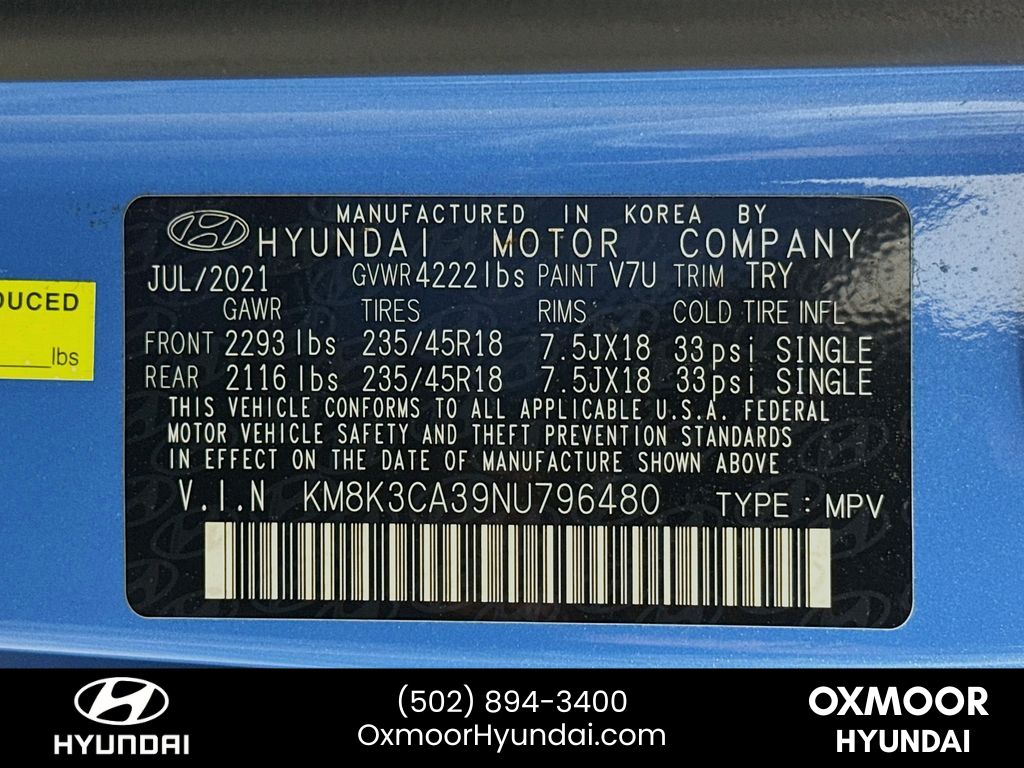 MANUFACTURED IN KOREA BY
HYUNDAI MOTOR COMPANY
JUL/2021 GVWR 4222 lbs PAINT V7U TRIM TRY
GAWR TIRES RIMS COLD TIRE INFL
FRONT 2293 lbs 235/45R18 7.5JX18 33psi SINGLE
REAR 2116 lbs 235/45R18 7.5JX18 33psi SINGLE
THIS VEHICLE CONFORMS TO ALL APPLICABLE U.S.A. FEDERAL
MOTOR VEHICLE SAFETY AND THEFT PREVENTION STANDARDS
IN EFFECT ON THE DATE OF MANUFACTURE SHOWN ABOVE
V.I.N KM8K3CA39NU796480 TYPE : MPV
DUCED
lbs
HYUNDAI
(502) 894-3400
OxmoorHyundai.com
OXMOOR
HYUNDAI